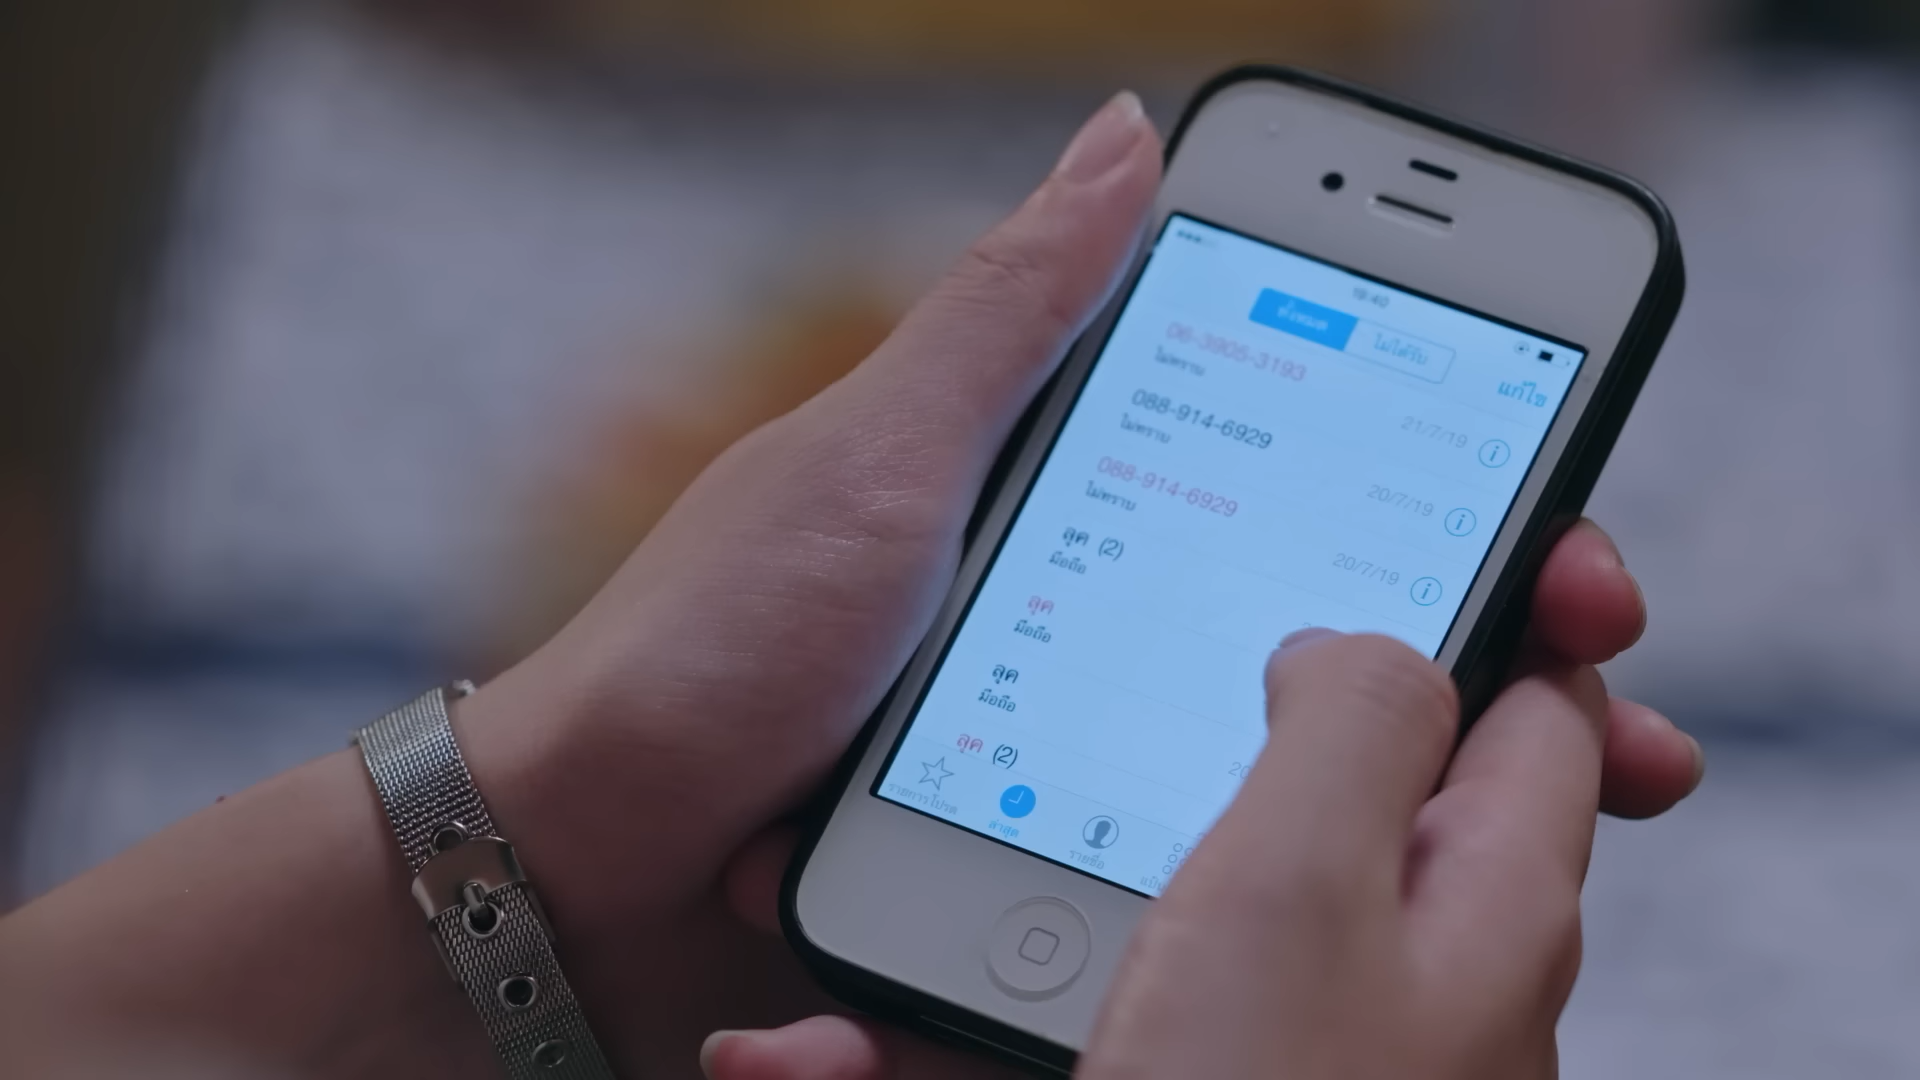 19:40
ทั้งหมด ไม่ได้รับ
แก้ไข
06-3905-3193
ไม่ทราบ
21/7/19
088-914-6929
ไม่ทราบ
20/7/19
088-914-6929
ไม่ทราบ
20/7/19
ลุค (2)
มือถือ
ลุค
มือถือ
ลุค
มือถือ
ลุค (2)
รายการโปรด
ล่าสุด
รายชื่อ